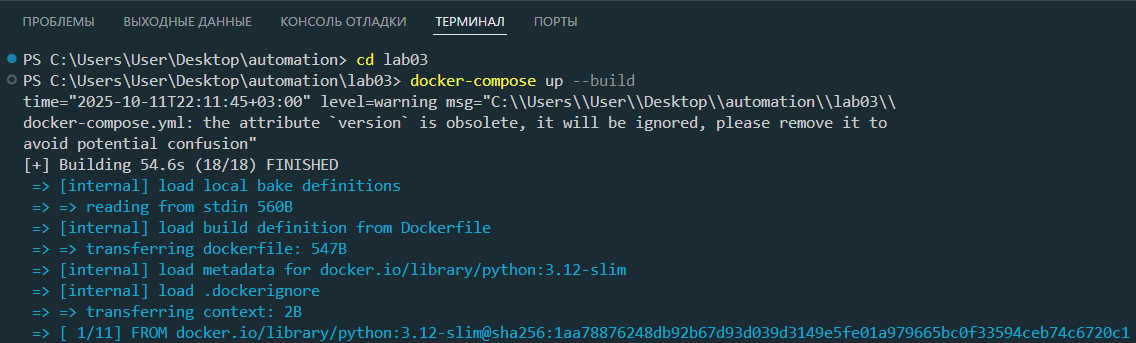 ПРОБЛЕМЫ ВЫХОДНЫЕ ДАННЫЕ КОНСОЛЬ ОТЛАДКИ ТЕРМИНАЛ ПОРТЫ
PS C:\Users\User\Desktop\automation> cd lab03
PS C:\Users\User\Desktop\automation\lab03> docker-compose up --build
time="2025-10-11T22:11:45+03:00" level=warning msg="C:\\Users\\User\\Desktop\\automation\\lab03\\
docker-compose.yml: the attribute `version` is obsolete, it will be ignored, please remove it to
avoid potential confusion"
[+] Building 54.6s (18/18) FINISHED
=> [internal] load local bake definitions
=> => reading from stdin 560B
=> [internal] load build definition from Dockerfile
=> => transferring dockerfile: 547B
=> [internal] load metadata for docker.io/library/python:3.12-slim
=> [internal] load .dockerignore
=> => transferring context: 2B
=> [ 1/11] FROM docker.io/library/python:3.12-slim@sha256:1aa78876248db92b67d93d039d3149e5fe01a979665bc0f33594ceb74c6720c1